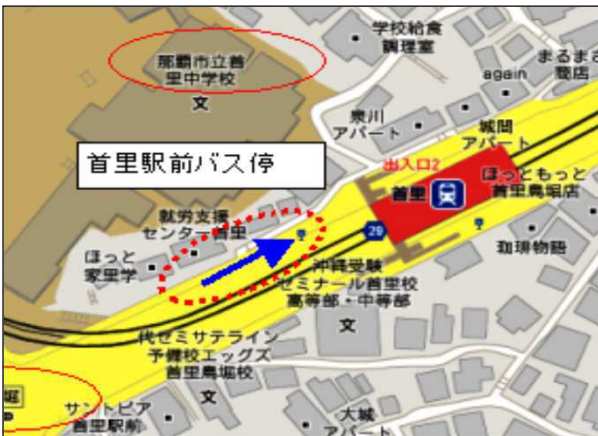 学校給食
調理室
那覇市立首
里中学校
文
まるまさ
商店
again
泉川
アパート
城間
アパート
首里駅前バス停
出入口2
首里
ほっともっと
首里鳥堀店
就労支援
センター首里
29
珈琲物語
ほっと
家里学
沖縄受験
ゼミナール首里校
高等部・中等部
文
代ゼミサテライン
予備校エッグズ
首里鳥堀校
文
堀
サントピア
首里駅前
大城
アパート